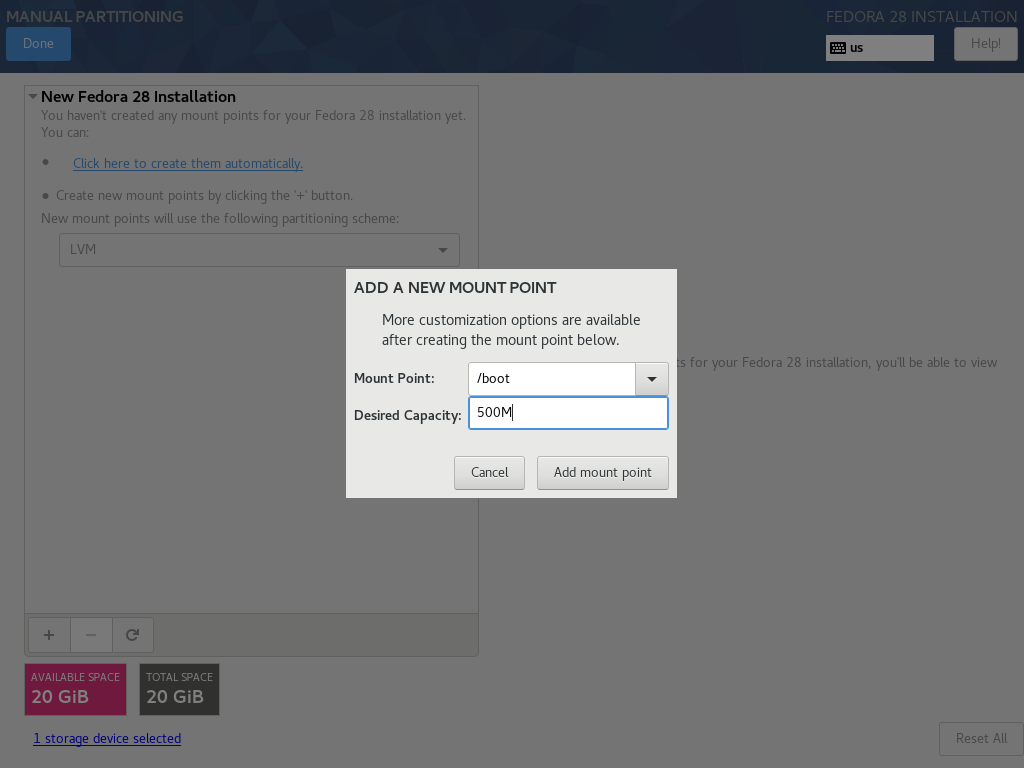 MANUAL PARTITIONING
FEDORA 28 INSTALLATION
Done
us
Help!
New Fedora 28 Installation
You haven't created any mount points for your Fedora 28 installation yet.
You can:
• Click here to create them automatically.
• Create new mount points by clicking the '+' button.
New mount points will use the following partitioning scheme:
LVM
ADD A NEW MOUNT POINT
More customization options are available
after creating the mount point below.
for your Fedora 28 installation, you'll be able to view
Mount Point: /boot
Desired Capacity: 500M
Cancel
Add mount point
+ −
AVAILABLE SPACE
20 GiB
TOTAL SPACE
20 GiB
1 storage device selected
Reset All